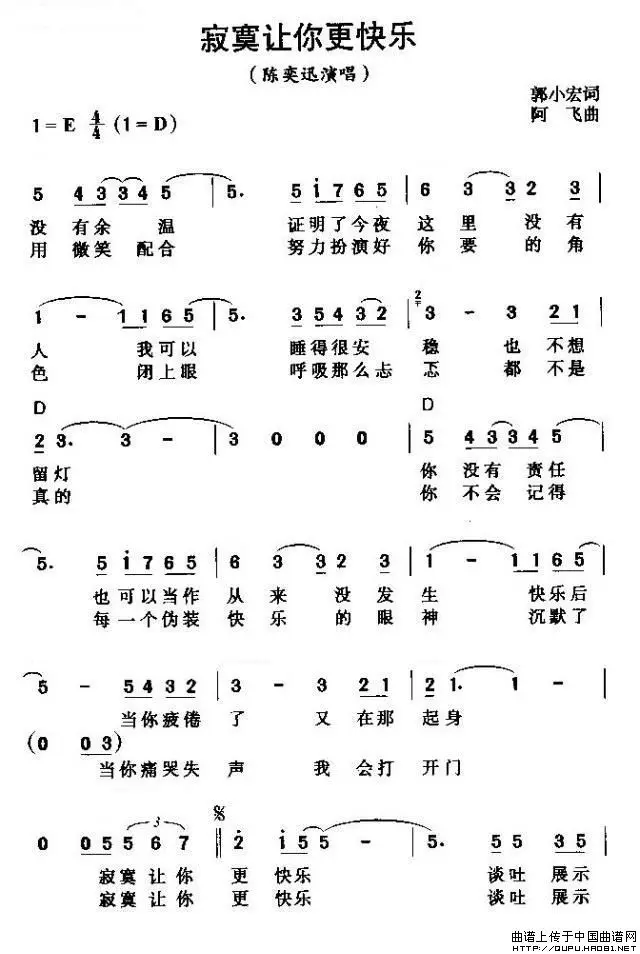 寂寞让你更快乐
（陈奕迅演唱）
郭小宏词
1=E 4/4 (1=D)
阿 飞曲
5 4 3 3 4 5 | 5. 5 1 7 6 5 | 6 3 3 2 3 |
没 有余 温 证明了今夜 这 里 没 有
用 微笑 配合 努力扮演好 你 要 的 角
1 - 1 1 6 5 | 5. 3 5 4 3 2 | 3 - 3 2 1 |
人 我可以 睡得很安 稳 也 不想
色 闭上眼 呼吸那么忐 忑 都 不是
D D
2 3. 3 - | 3 0 0 0 | 5 4 3 3 4 5 |
留灯 你 没有 责任
真的 你 不会 记得
5. 5 1 7 6 5 | 6 3 3 2 3 | 1 - 1 1 6 5 |
也可以当作 从 来 没 发 生 快乐后
每一个伪装 快 乐 的 眼 神 沉默了
5 - 5 4 3 2 | 3 - 3 2 1 | 2 1. 1 - |
当你疲倦 了 又 在那 起身
(0 0 3)
当你痛哭失 声 我 会打 开门
0 0 5 5 6 7 | 2 1 5 5 - | 5. 5 3 5 |
3
寂寞 让 你 更 快乐 谈吐 展示
寂寞 让 你 更 快乐 谈吐 展示
曲谱上传于中国曲谱网
WWW.QUPU.HAO81.NET